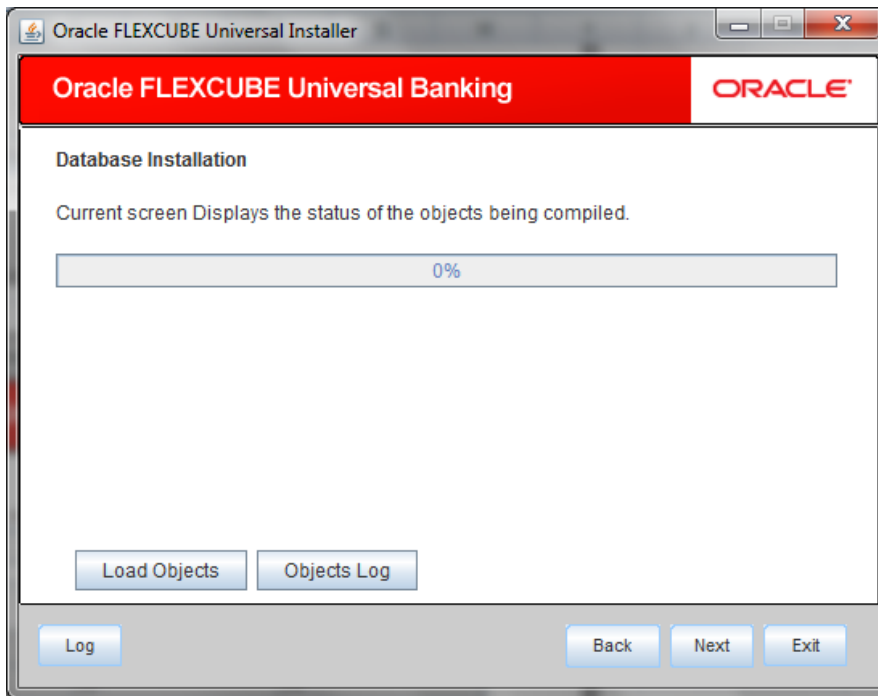 Oracle FLEXCUBE Universal Installer
Oracle FLEXCUBE Universal Banking
ORACLE®
Database Installation
Current screen Displays the status of the objects being compiled.
0%
Load Objects
Objects Log
Log
Back
Next
Exit